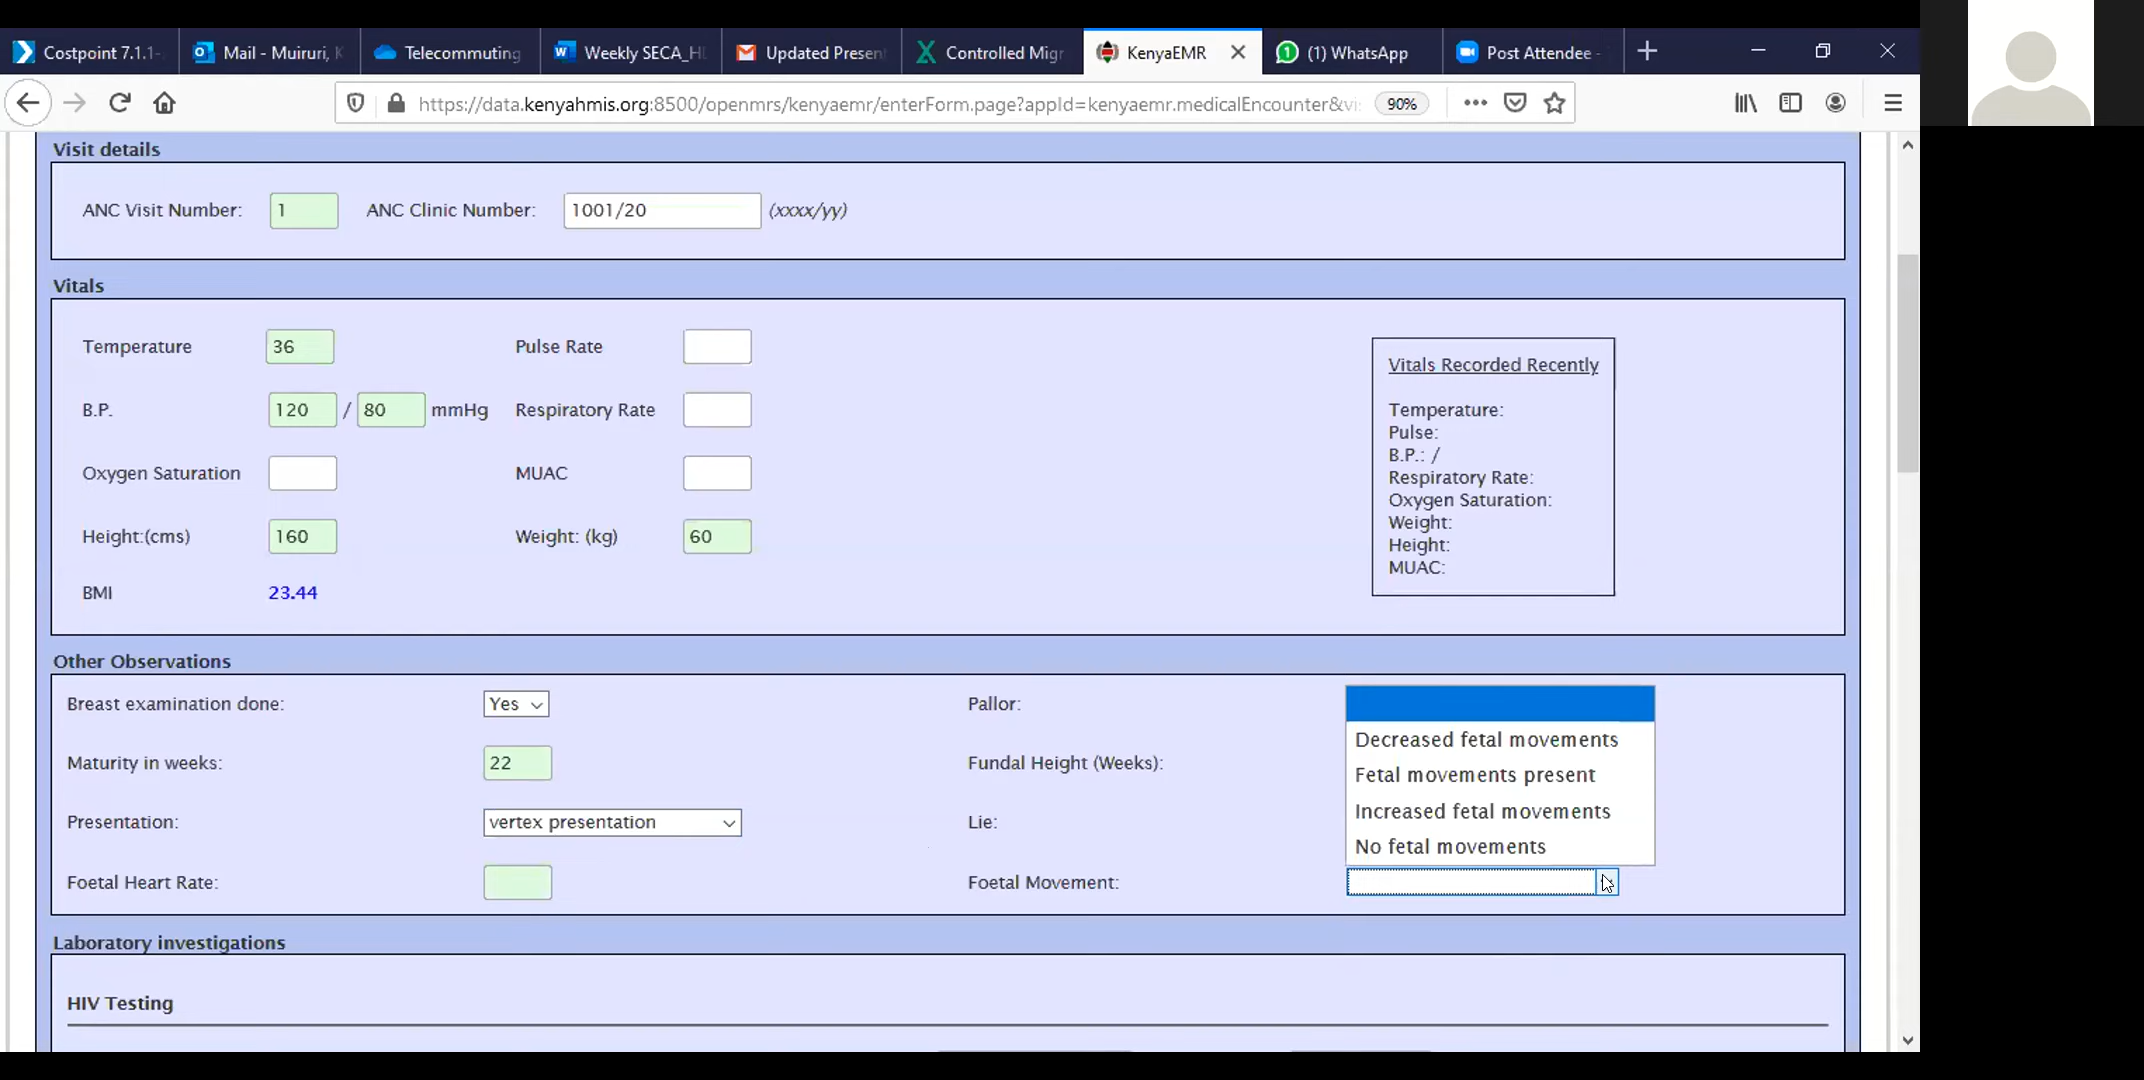 Costpoint 7.1.1-
Mail - Muiruri, K
Telecommuting
Weekly SECA_H
Updated Present
Controlled Migr
KenyaEMR
(1) WhatsApp
Post Attendee -
https://data.kenyahmis.org:8500/openmrs/kenyaemr/enterForm.page?appId=kenyaemr.medicalEncounter&vi
90%
Visit details
ANC Visit Number: 1 ANC Clinic Number: 1001/20 (xxxx/yy)
Vitals
Temperature 36 Pulse Rate
B.P. 120 / 80 mmHg Respiratory Rate
Oxygen Saturation MUAC
Height:(cms) 160 Weight: (kg) 60
BMI 23.44
Vitals Recorded Recently
Temperature:
Pulse:
B.P.: /
Respiratory Rate:
Oxygen Saturation:
Weight:
Height:
MUAC:
Other Observations
Breast examination done: Yes Pallor:
Maturity in weeks: 22 Fundal Height (Weeks):
Presentation: vertex presentation Lie:
Foetal Heart Rate: Foetal Movement:
Decreased fetal movements
Fetal movements present
Increased fetal movements
No fetal movements
Laboratory investigations
HIV Testing